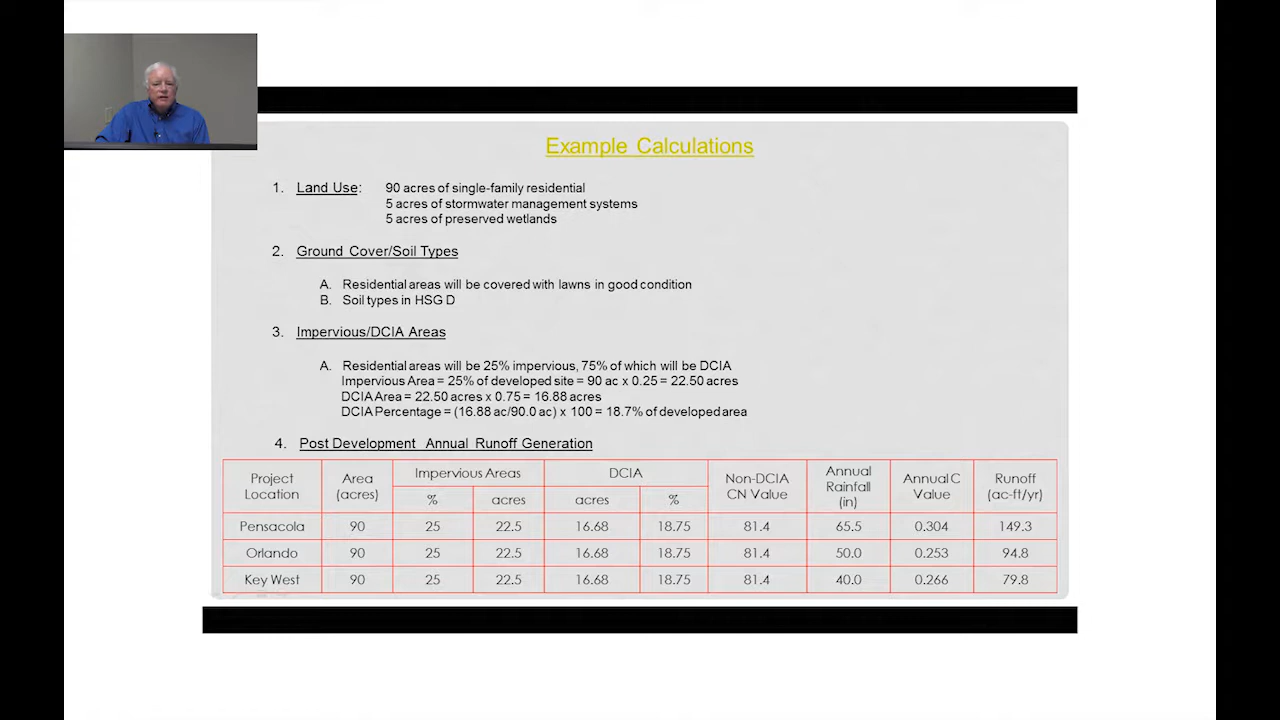 Example Calculations
1. Land Use: 90 acres of single-family residential
5 acres of stormwater management systems
5 acres of preserved wetlands
2. Ground Cover/Soil Types
A. Residential areas will be covered with lawns in good condition
B. Soil types in HSG D
3. Impervious/DCIA Areas
A. Residential areas will be 25% impervious, 75% of which will be DCIA
Impervious Area = 25% of developed site = 90 ac x 0.25 = 22.50 acres
DCIA Area = 22.50 acres x 0.75 = 16.88 acres
DCIA Percentage = (16.88 ac/90.0 ac) x 100 = 18.7% of developed area
4. Post Development Annual Runoff Generation
Project Location Area (acres) Impervious Areas DCIA Non-DCIA CN Value Annual Rainfall (in) Annual C Value Runoff (ac-ft/yr)
% acres acres %
Pensacola 90 25 22.5 16.68 18.75 81.4 65.5 0.304 149.3
Orlando 90 25 22.5 16.68 18.75 81.4 50.0 0.253 94.8
Key West 90 25 22.5 16.68 18.75 81.4 40.0 0.266 79.8